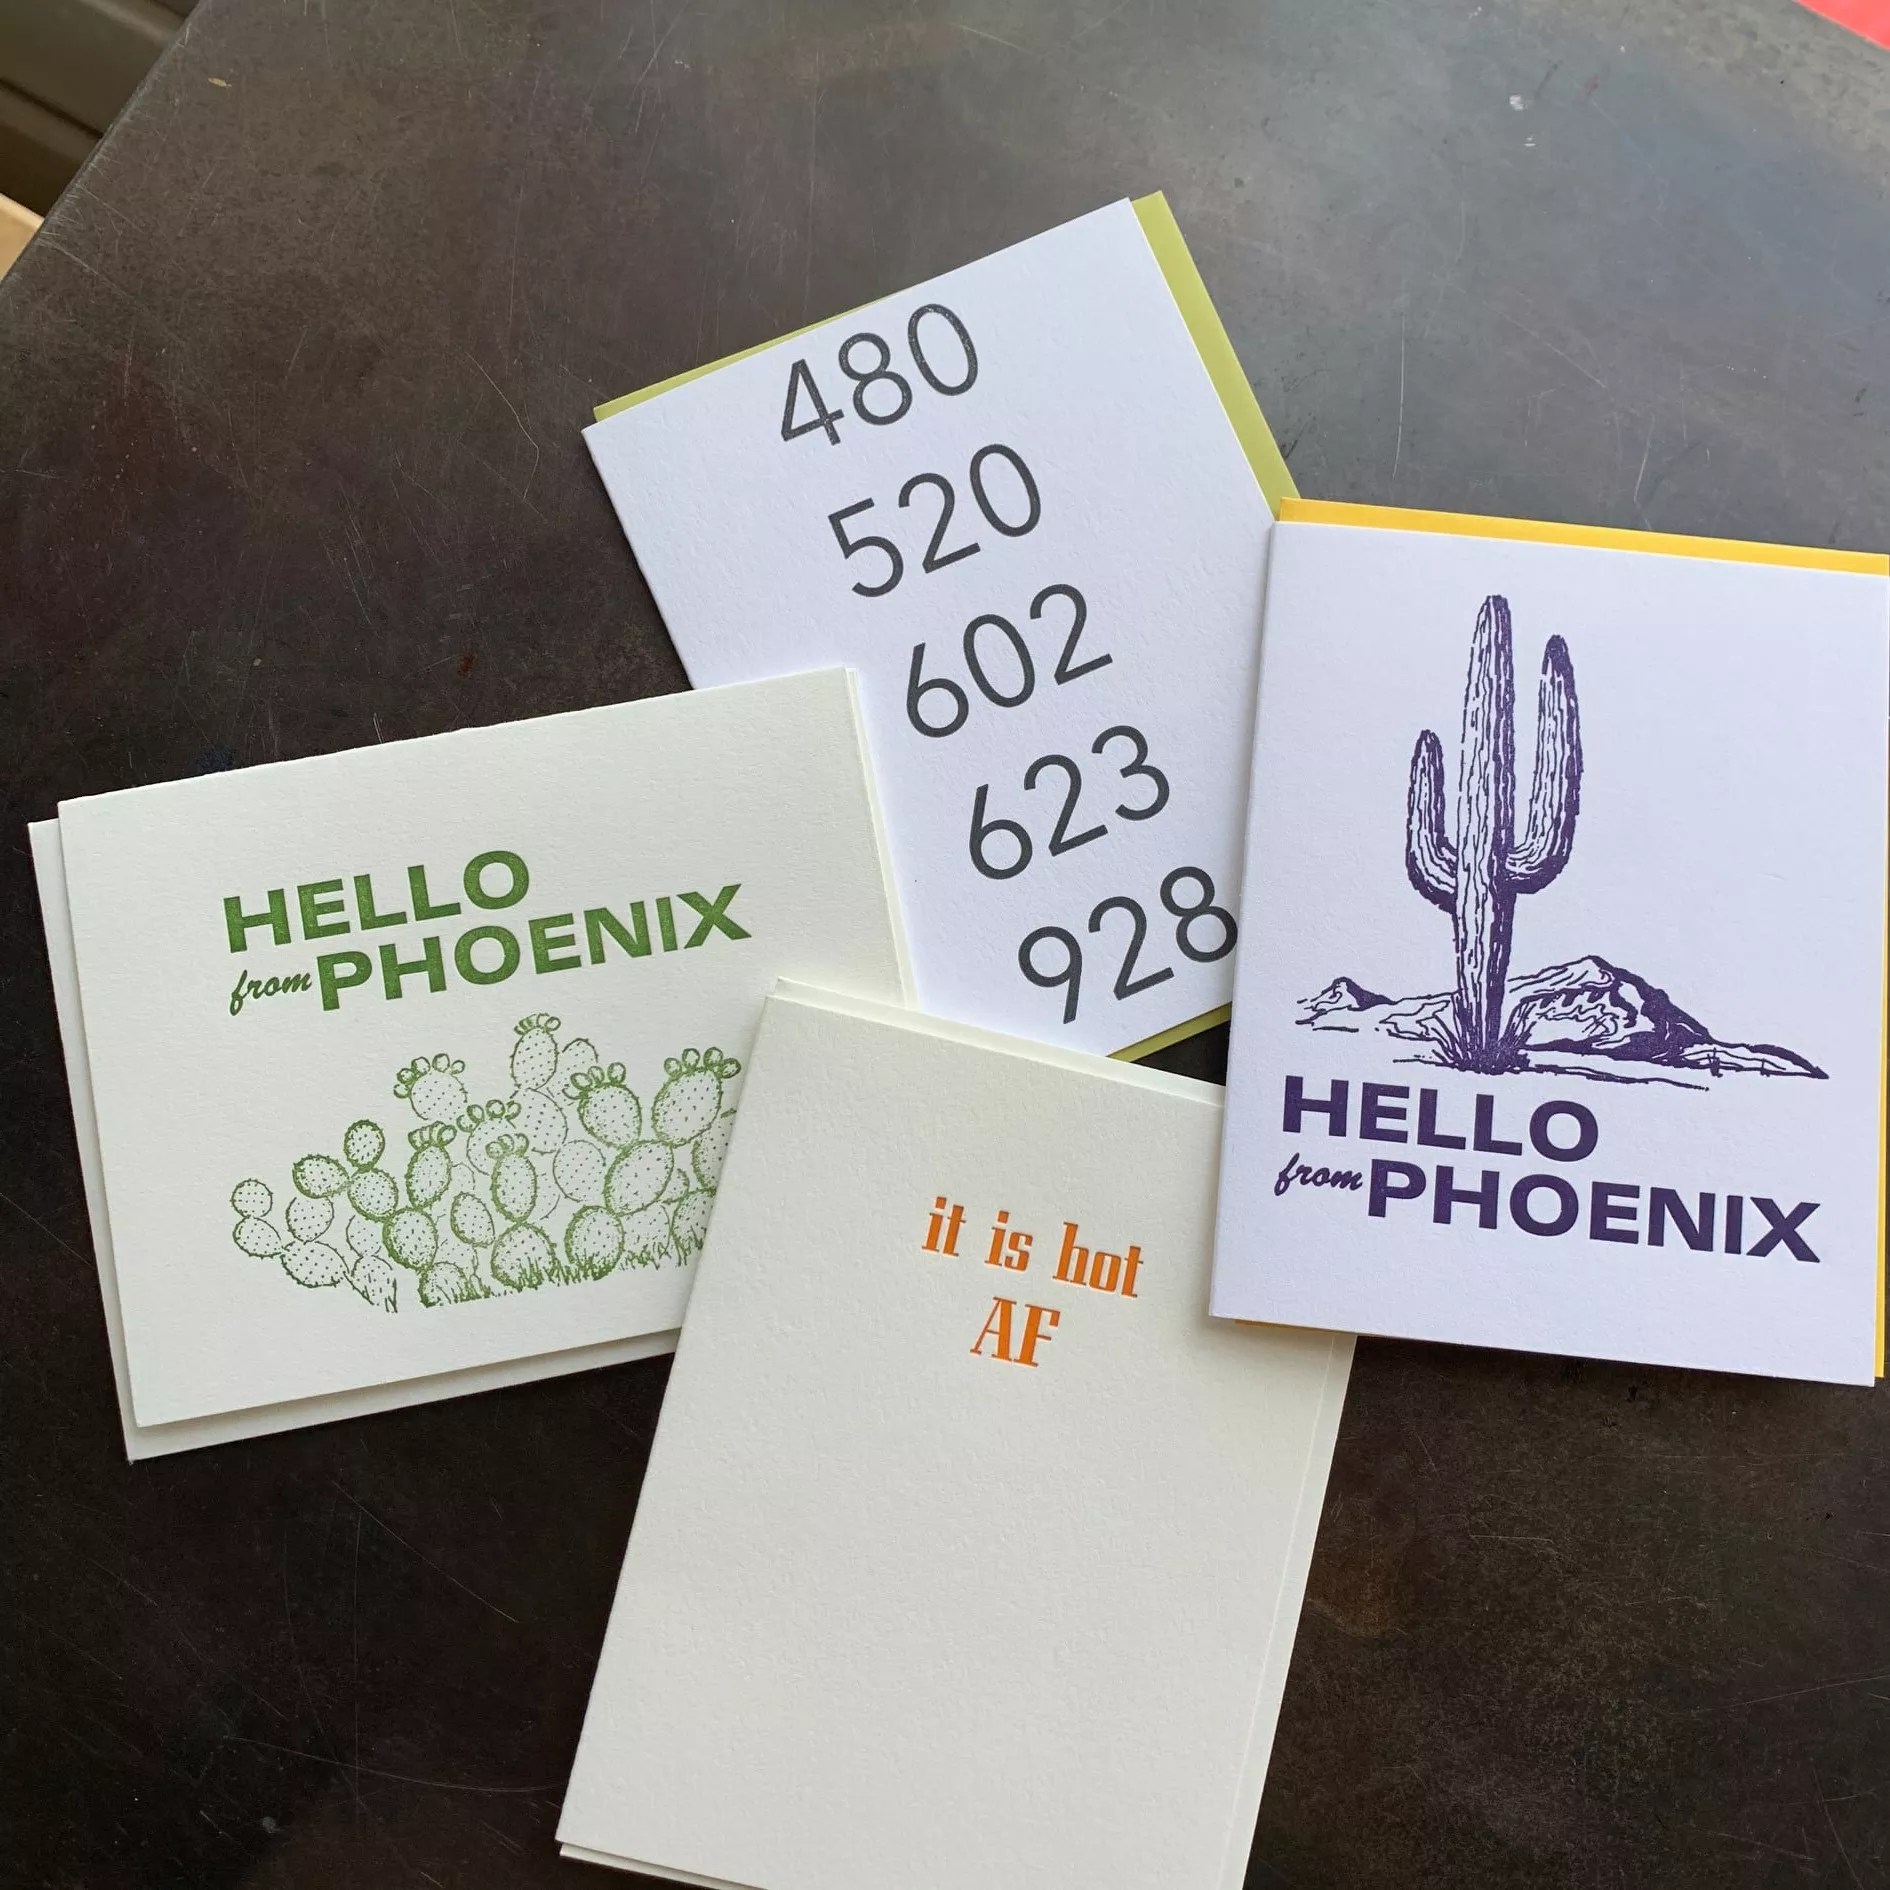 480
520
602
623
928
HELLO
from PHOENIX
it is hot
AF
HELLO
from PHOENIX